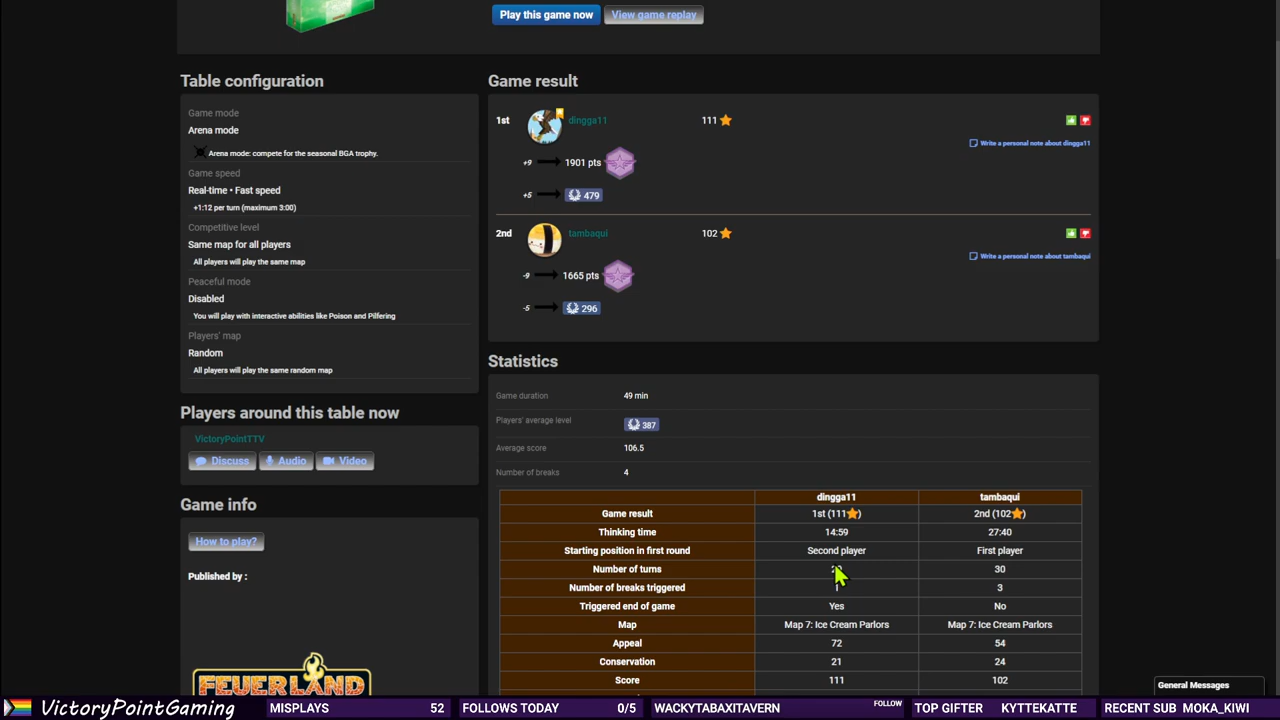 Play this game now
View game replay
Table configuration
Game mode
Arena mode
Arena mode: compete for the seasonal BGA trophy.
Game speed
Real-time • Fast speed
+1:12 per turn (maximum 3:00)
Competitive level
Same map for all players
All players will play the same map
Peaceful mode
Disabled
You will play with interactive abilities like Poison and Pilfering
Players' map
Random
All players will play the same random map
Players around this table now
VictoryPointTTV
Discuss
Audio
Video
Game info
How to play?
Published by :
FEUERLAND
Game result
1st dingga11 111
Write a personal note about dingga11
+9 1901 pts
+5 479
2nd tambaqui 102
Write a personal note about tambaqui
-9 1665 pts
-5 296
Statistics
Game duration 49 min
Players' average level 387
Average score 106.5
Number of breaks 4
dingga11 tambaqui
Game result 1st (111) 2nd (102)
Thinking time 14:59 27:40
Starting position in first round Second player First player
Number of turns 30
Number of breaks triggered 1 3
Triggered end of game Yes No
Map Map 7: Ice Cream Parlors Map 7: Ice Cream Parlors
Appeal 72 54
Conservation 21 24
Score 111 102
General Messages
VictoryPointGaming
MISPLAYS 52
FOLLOWS TODAY 0/5
WACKYTABAXITAVERN FOLLOW
TOP GIFTER KYTTEKATTE
RECENT SUB MOKA_KIWI